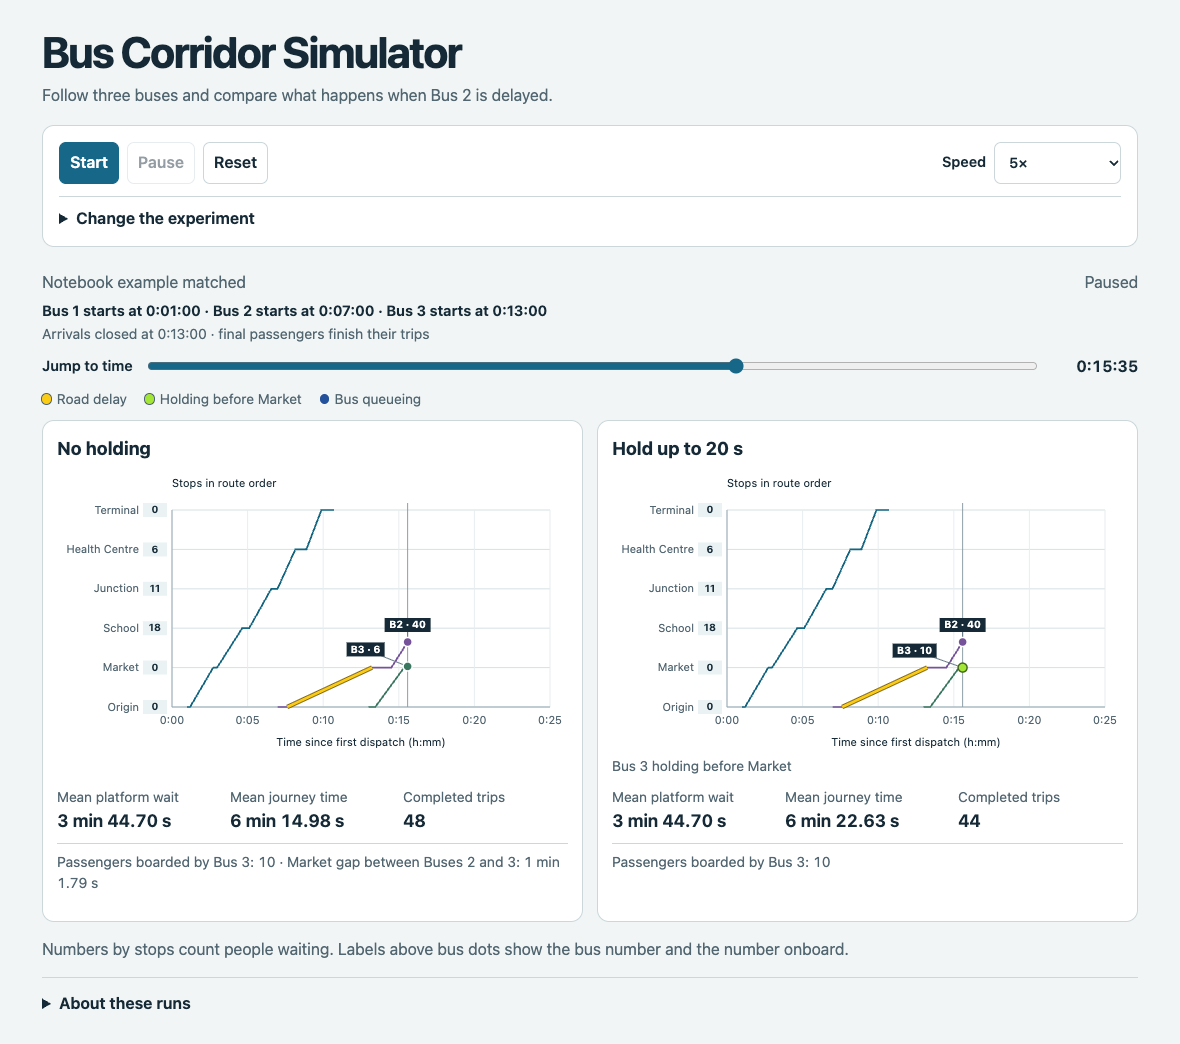 Bus Corridor Simulator
Follow three buses and compare what happens when Bus 2 is delayed.
Start Pause Reset Speed 5×
▶ Change the experiment
Notebook example matched Paused
Bus 1 starts at 0:01:00 · Bus 2 starts at 0:07:00 · Bus 3 starts at 0:13:00
Arrivals closed at 0:13:00 · final passengers finish their trips
Jump to time 0:15:35
Road delay Holding before Market Bus queueing
No holding
Stops in route order
Terminal 0
Health Centre 6
Junction 11
School 18
B2 · 40
B3 · 6
Market 0
Origin 0
0:00 0:05 0:10 0:15 0:20 0:25
Time since first dispatch (h:mm)
Mean platform wait Mean journey time Completed trips
3 min 44.70 s 6 min 14.98 s 48
Passengers boarded by Bus 3: 10 · Market gap between Buses 2 and 3: 1 min
1.79 s
Hold up to 20 s
Stops in route order
Terminal 0
Health Centre 6
Junction 11
School 18
B2 · 40
B3 · 10
Market 0
Origin 0
0:00 0:05 0:10 0:15 0:20 0:25
Time since first dispatch (h:mm)
Bus 3 holding before Market
Mean platform wait Mean journey time Completed trips
3 min 44.70 s 6 min 22.63 s 44
Passengers boarded by Bus 3: 10
Numbers by stops count people waiting. Labels above bus dots show the bus number and the number onboard.
▶ About these runs